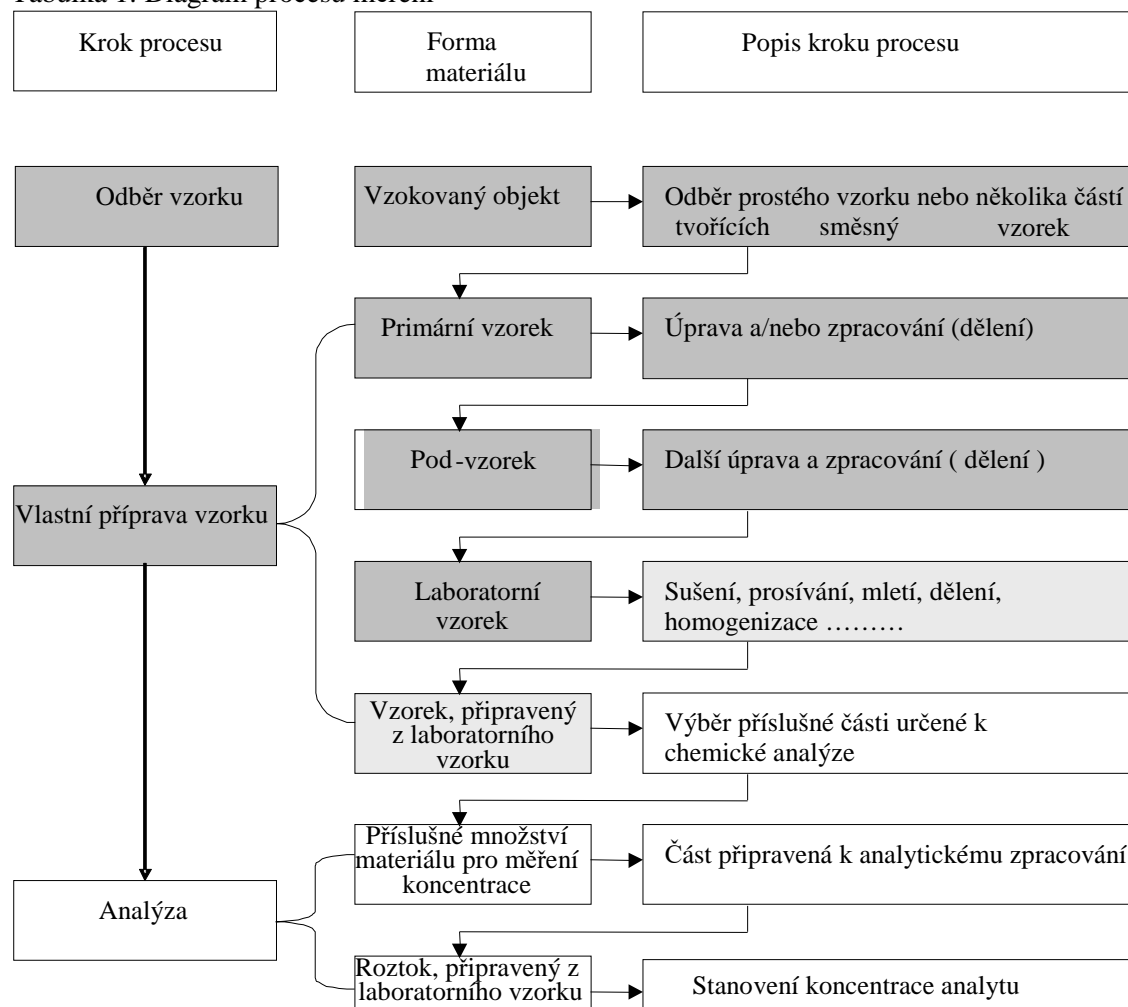 Tabulka 1: Diagram procesu měření
Krok procesu
Forma
materiálu
Popis kroku procesu
Odběr vzorku
Vzokovaný objekt
Odběr prostého vzorku nebo několika částí
tvořících směsný vzorek
Primární vzorek
Úprava a/nebo zpracování (dělení)
Pod-vzorek
Další úprava a zpracování ( dělení )
Vlastní příprava vzorku
Laboratorní
vzorek
Sušení, prosívání, mletí, dělení,
homogenizace ………
Vzorek, připravený
z laboratorního
vzorku
Výběr příslušné části určené k
chemické analýze
Příslušné množství
materiálu pro měření
koncentrace
Část připravená k analytickému zpracování
Analýza
Roztok, připravený z
laboratorního vzorku
Stanovení koncentrace analytu